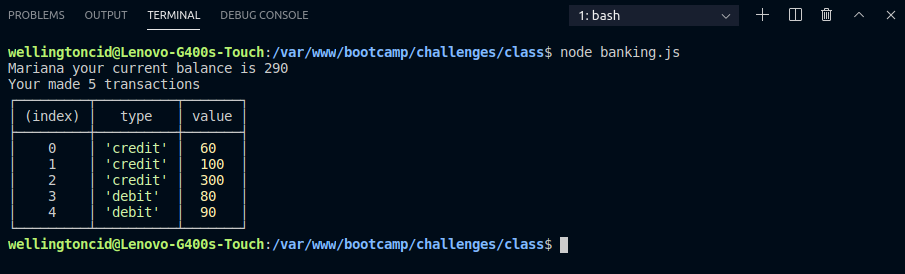 PROBLEMS OUTPUT TERMINAL DEBUG CONSOLE 1: bash
wellingtoncid@Lenovo-G400s-Touch:/var/www/bootcamp/challenges/class$ node banking.js
Mariana your current balance is 290
Your made 5 transactions
(index) type value
0 'credit' 60
1 'credit' 100
2 'credit' 300
3 'debit' 80
4 'debit' 90
wellingtoncid@Lenovo-G400s-Touch:/var/www/bootcamp/challenges/class$